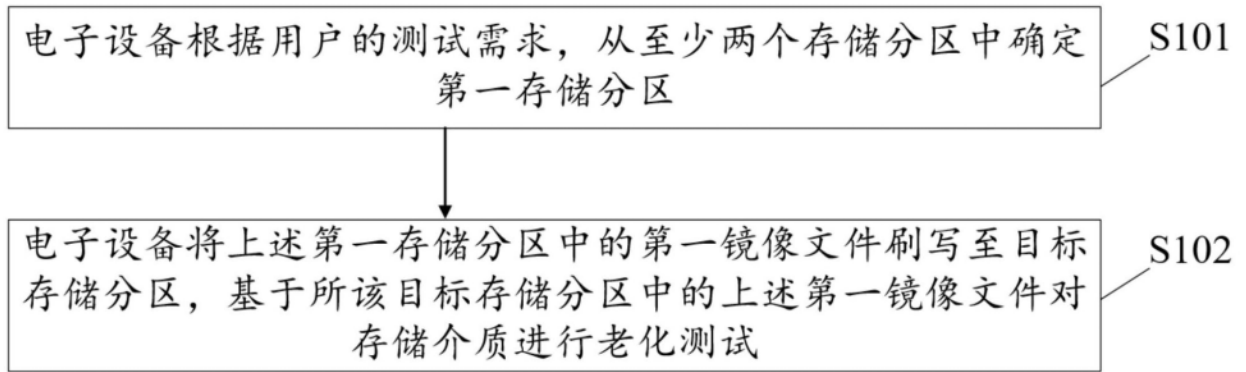 电子设备根据用户的测试需求，从至少两个存储分区中确定
第一存储分区
S101
电子设备将上述第一存储分区中的第一镜像文件刷写至目标
存储分区，基于所该目标存储分区中的上述第一镜像文件对
存储介质进行老化测试
S102